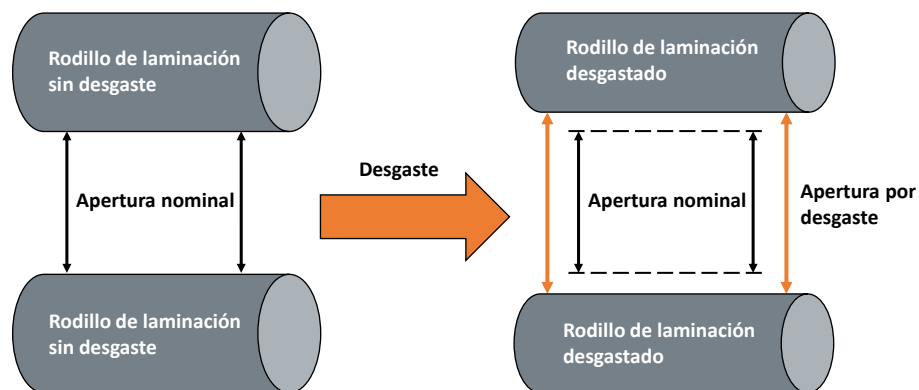 Rodillo de laminación
sin desgaste
Apertura nominal
Rodillo de laminación
sin desgaste
Desgaste
Rodillo de laminación
desgastado
Apertura nominal
Apertura por
desgaste
Rodillo de laminación
desgastado